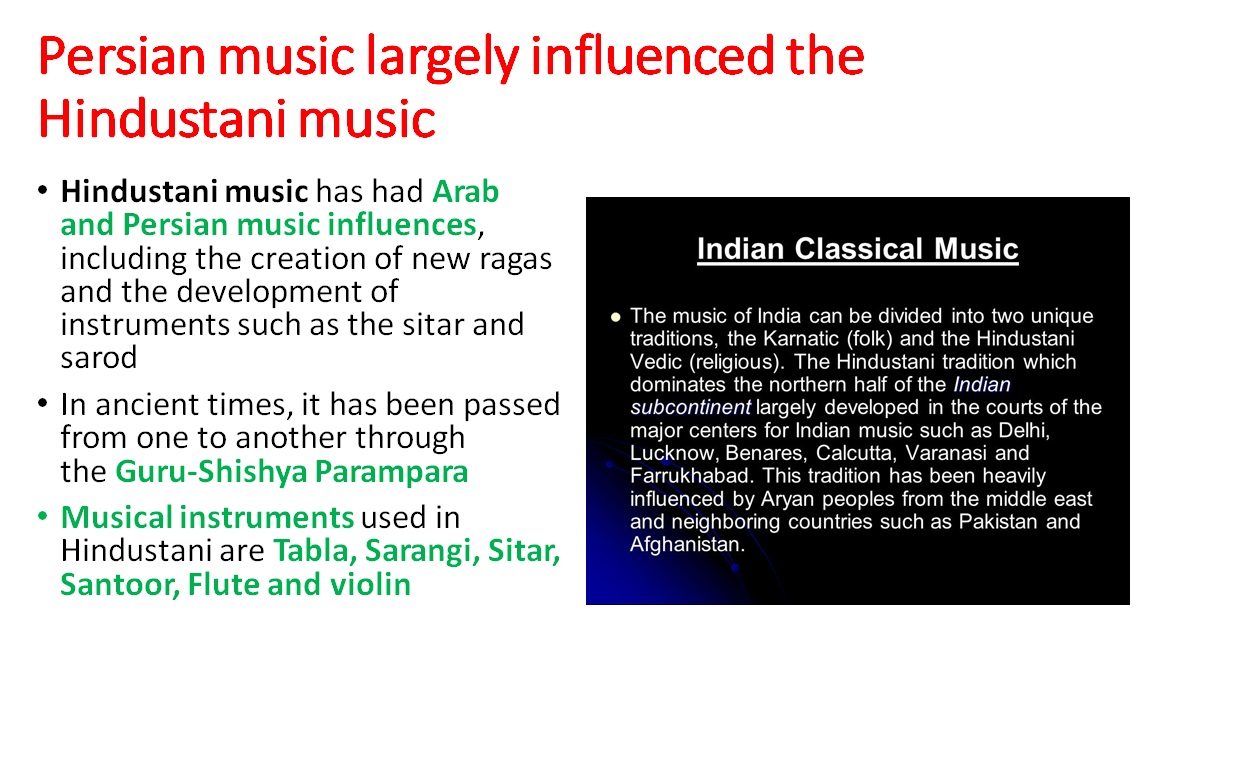 Persian music largely influenced the
Hindustani music
• Hindustani music has had Arab
and Persian music influences,
including the creation of new ragas
and the development of
instruments such as the sitar and
sarod
• In ancient times, it has been passed
from one to another through
the Guru-Shishya Parampara
• Musical instruments used in
Hindustani are Tabla, Sarangi, Sitar,
Santoor, Flute and violin
Indian Classical Music
• The music of India can be divided into two unique
traditions, the Karnatic (folk) and the Hindustani
Vedic (religious). The Hindustani tradition which
dominates the northern half of the Indian
subcontinent largely developed in the courts of the
major centers for Indian music such as Delhi,
Lucknow, Benares, Calcutta, Varanasi and
Farrukhabad. This tradition has been heavily
influenced by Aryan peoples from the middle east
and neighboring countries such as Pakistan and
Afghanistan.